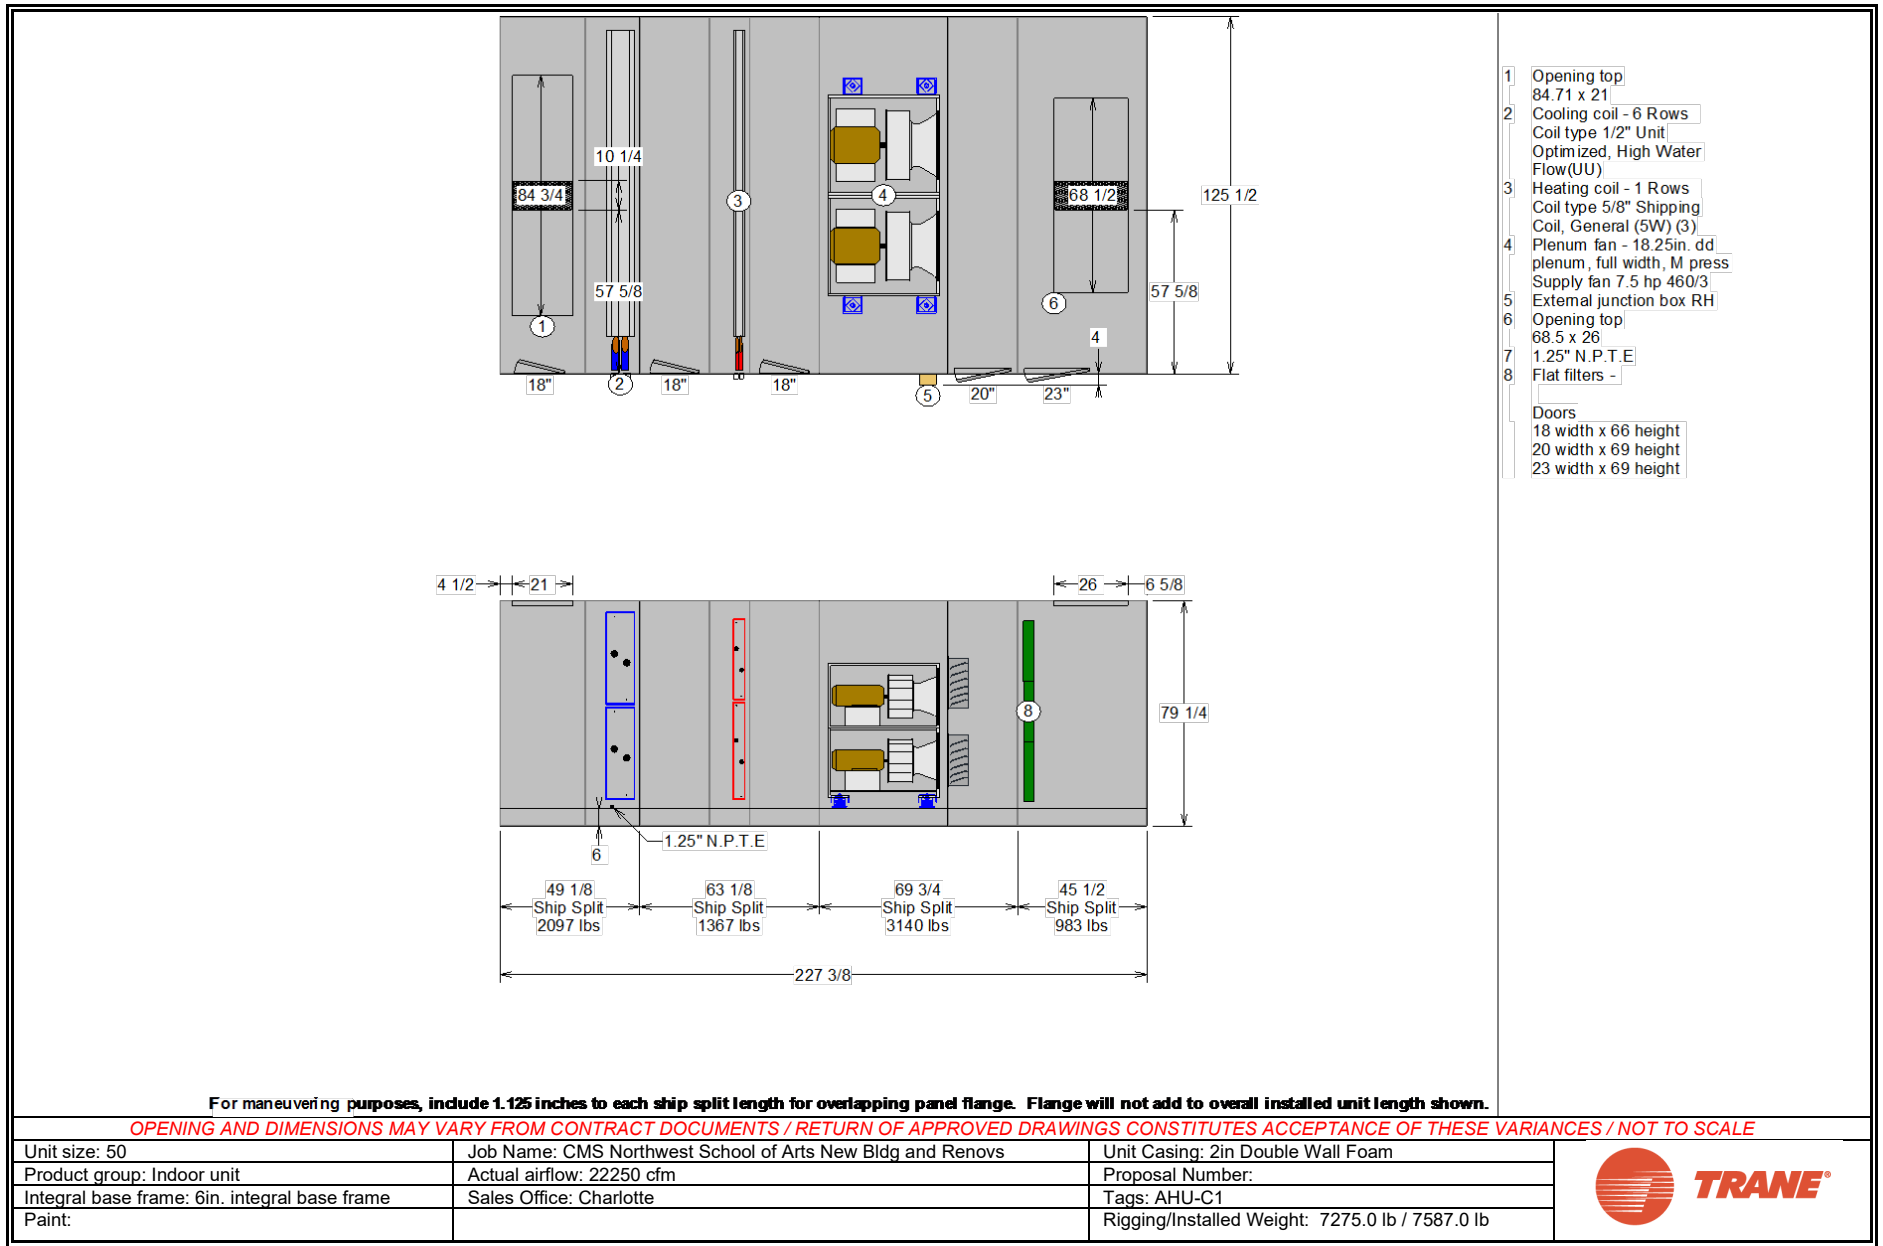 10 1/4
84 3/4
3
4
68 1/2
125 1/2
57 5/8
57 5/8
6
1
4
18"
2
18"
18"
5
20"
23"
1 Opening top
84.71 x 21
2 Cooling coil - 6 Rows
Coil type 1/2" Unit
Optimized, High Water
Flow(UU)
3 Heating coil - 1 Rows
Coil type 5/8" Shipping
Coil, General (5W) (3)
4 Plenum fan - 18.25in. dd
plenum, full width, M press
Supply fan 7.5 hp 460/3
5 External junction box RH
6 Opening top
68.5 x 26
7 1.25" N.P.T.E
8 Flat filters -
Doors
18 width x 66 height
20 width x 69 height
23 width x 69 height
4 1/2
21
26
6 5/8
8
79 1/4
1.25" N.P.T.E
6
49 1/8
Ship Split
2097 lbs
63 1/8
Ship Split
1367 lbs
69 3/4
Ship Split
3140 lbs
45 1/2
Ship Split
983 lbs
227 3/8
For maneuvering purposes, include 1.125 inches to each ship split length for overlapping panel flange. Flange will not add to overall installed unit length shown.
OPENING AND DIMENSIONS MAY VARY FROM CONTRACT DOCUMENTS / RETURN OF APPROVED DRAWINGS CONSTITUTES ACCEPTANCE OF THESE VARIANCES / NOT TO SCALE
Unit size: 50
Job Name: CMS Northwest School of Arts New Bldg and Renovs
Unit Casing: 2in Double Wall Foam
Product group: Indoor unit
Actual airflow: 22250 cfm
Proposal Number:
Integral base frame: 6in. integral base frame
Sales Office: Charlotte
Tags: AHU-C1
Paint:
Rigging/Installed Weight: 7275.0 lb / 7587.0 lb
TRANE®